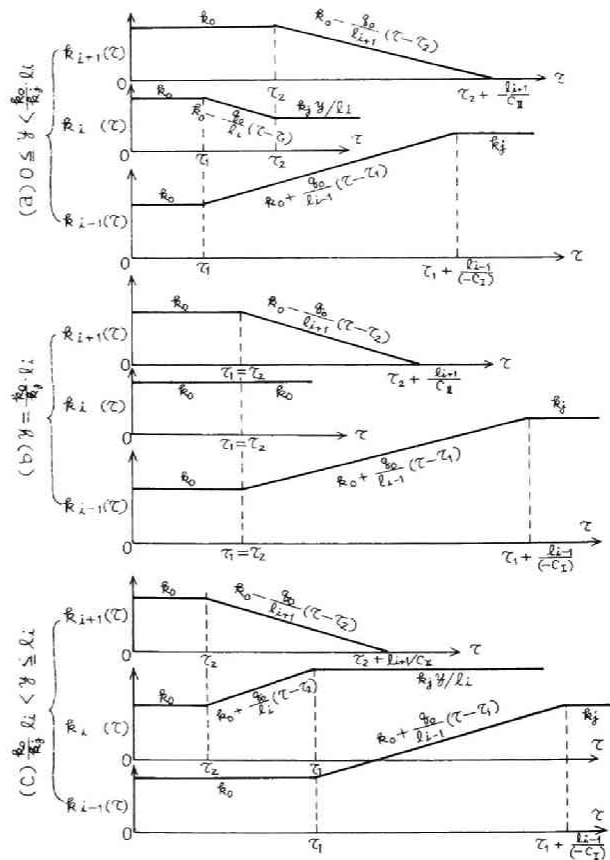 (a) 0 ≦ y < k₀/kⱼ·lᵢ
kᵢ₊₁(τ)
k₀
k₀ − q₀/lᵢ₊₁ (τ−τ₂)
0
τ₂
τ₂ + lᵢ₊₁/C_Ⅱ
τ
kᵢ (τ)
k₀
k₀ − q₀/lᵢ (τ−τ₁)
kⱼ y/lᵢ
0
τ₁
τ₂
τ
kᵢ₋₁(τ)
k₀
k₀ + q₀/lᵢ₋₁ (τ−τ₁)
kⱼ
0
τ₁
τ₁ + lᵢ₋₁/(−C_I)
τ
(b) y = k₀/kⱼ·lᵢ
kᵢ₊₁(τ)
k₀
k₀ − q₀/lᵢ₊₁ (τ−τ₂)
0
τ₁=τ₂
τ₂ + lᵢ₊₁/C_Ⅱ
τ
kᵢ (τ)
k₀
k₀
0
τ₁=τ₂
τ
kᵢ₋₁(τ)
k₀
k₀ + q₀/lᵢ₋₁ (τ−τ₁)
kⱼ
0
τ₁=τ₂
τ₁ + lᵢ₋₁/(−C_I)
τ
(C) k₀/kⱼ lᵢ < y ≦ lᵢ
kᵢ₊₁(τ)
k₀
k₀ − q₀/lᵢ₊₁ (τ−τ₂)
0
τ₂
τ₂ + lᵢ₊₁/C_Ⅱ
τ
kᵢ (τ)
k₀
k₀ + q₀/lᵢ (τ−τ₂)
kⱼ y/lᵢ
0
τ₂
τ₁
τ
kᵢ₋₁(τ)
k₀
k₀ + q₀/lᵢ₋₁ (τ−τ₁)
kⱼ
0
τ₁
τ₁ + lᵢ₋₁/(−C_I)
τ